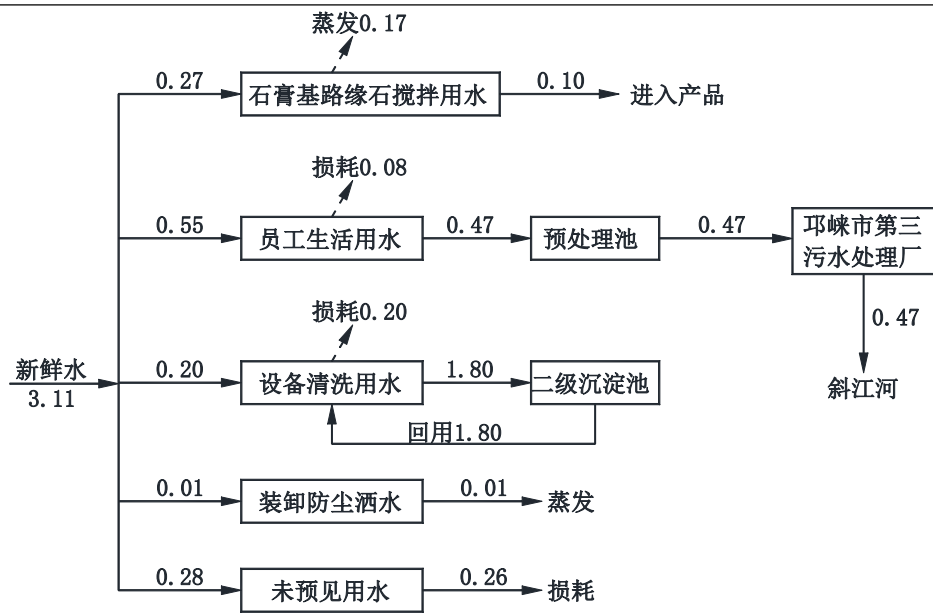 蒸发0.17
0.27
石膏基路缘石搅拌用水
0.10
进入产品
损耗0.08
0.55
员工生活用水
0.47
预处理池
0.47
邛崃市第三
污水处理厂
0.47
斜江河
损耗0.20
新鲜水
3.11
0.20
设备清洗用水
1.80
二级沉淀池
回用1.80
0.01
装卸防尘洒水
0.01
蒸发
0.28
未预见用水
0.26
损耗